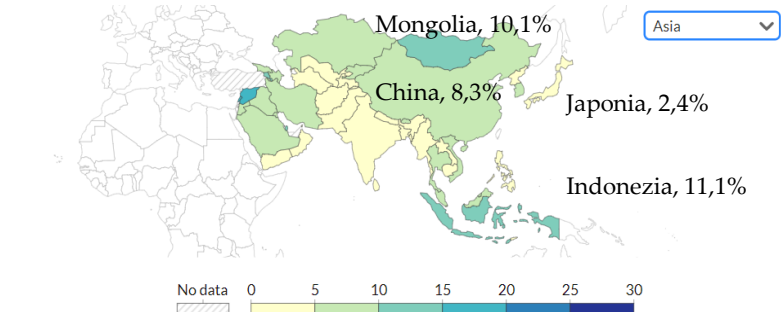 Mongolia, 10,1%
Asia
China, 8,3%
Japonia, 2,4%
Indonezia, 11,1%
No data 0 5 10 15 20 25 30